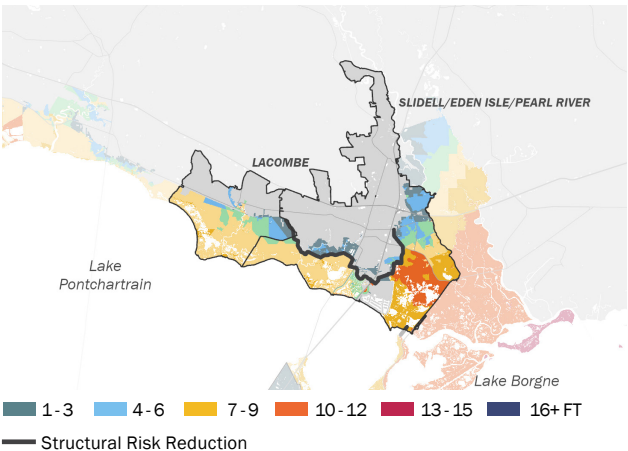 SLIDELL/EDEN ISLE/PEARL RIVER
LACOMBE
Lake
Pontchartrain
Lake Borgne
1 - 3 4 - 6 7 - 9 10 - 12 13 - 15 16+ FT
Structural Risk Reduction